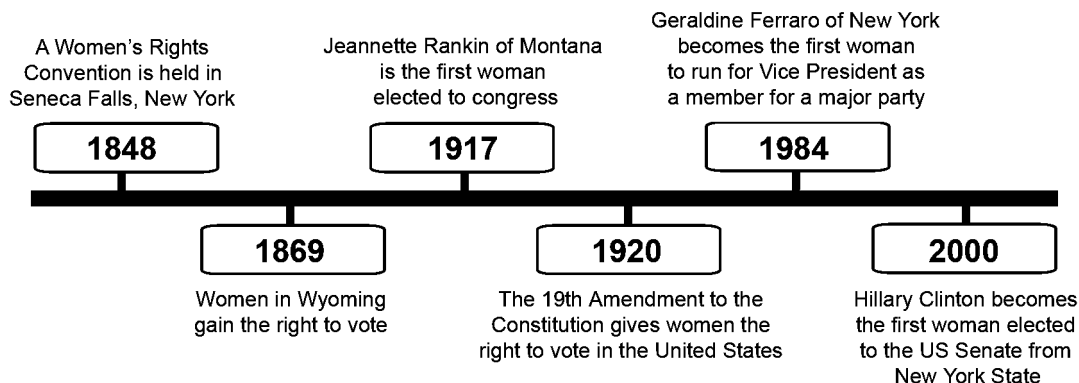 A Women's Rights
Convention is held in
Seneca Falls, New York
1848
Women in Wyoming
gain the right to vote
1869
Jeannette Rankin of Montana
is the first woman
elected to congress
1917
The 19th Amendment to the
Constitution gives women the
right to vote in the United States
1920
Geraldine Ferraro of New York
becomes the first woman
to run for Vice President as
a member for a major party
1984
2000
Hillary Clinton becomes
the first woman elected
to the US Senate from
New York State